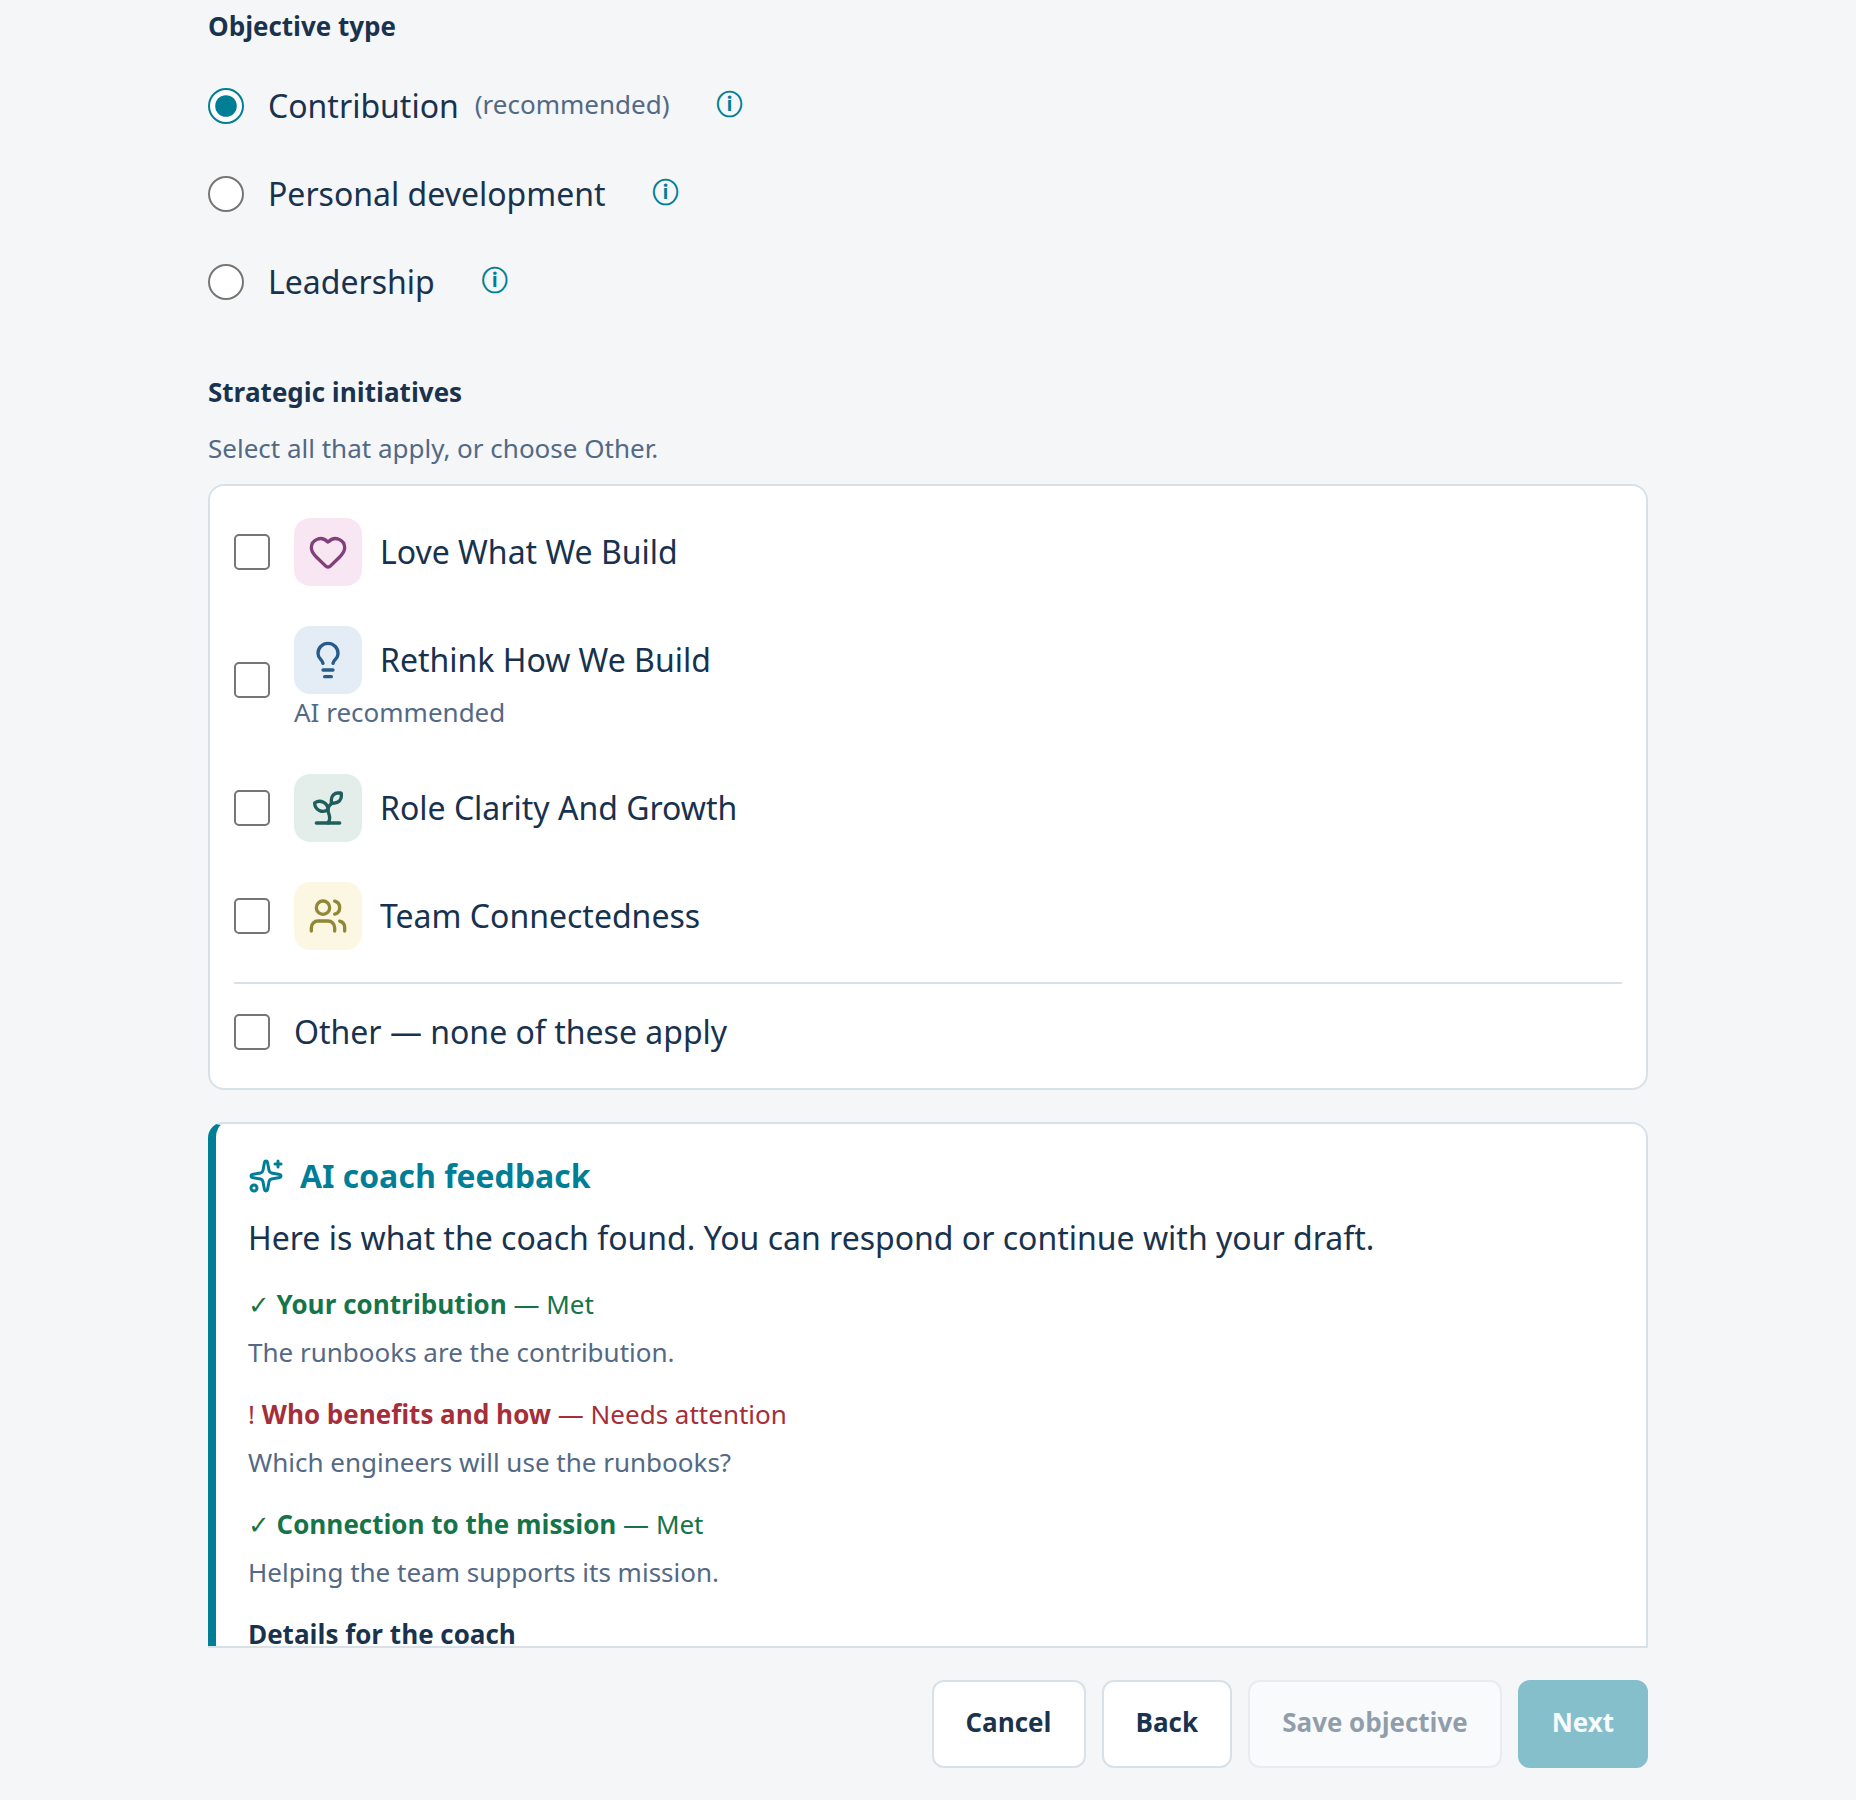 Objective type
Contribution (recommended)
Personal development
Leadership
Strategic initiatives
Select all that apply, or choose Other.
Love What We Build
Rethink How We Build
AI recommended
Role Clarity And Growth
Team Connectedness
Other — none of these apply
AI coach feedback
Here is what the coach found. You can respond or continue with your draft.
✓ Your contribution — Met
The runbooks are the contribution.
! Who benefits and how — Needs attention
Which engineers will use the runbooks?
✓ Connection to the mission — Met
Helping the team supports its mission.
Details for the coach
Cancel Back Save objective Next